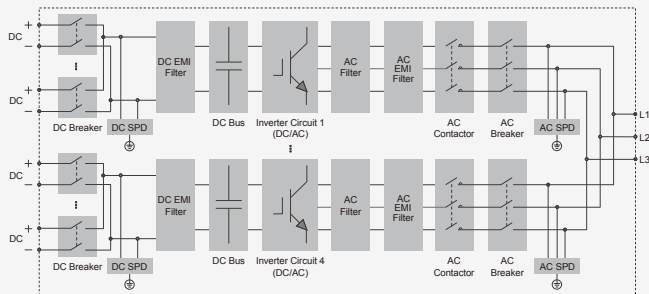 +
DC
−
+
DC
−
DC Breaker
DC SPD
DC EMI
Filter
DC Bus
Inverter Circuit 1
(DC/AC)
AC
Filter
AC
EMI
Filter
AC
Contactor
AC
Breaker
AC SPD
L1
L2
L3
+
DC
−
+
DC
−
DC Breaker
DC SPD
DC EMI
Filter
DC Bus
Inverter Circuit 4
(DC/AC)
AC
Filter
AC
EMI
Filter
AC
Contactor
AC
Breaker
AC SPD